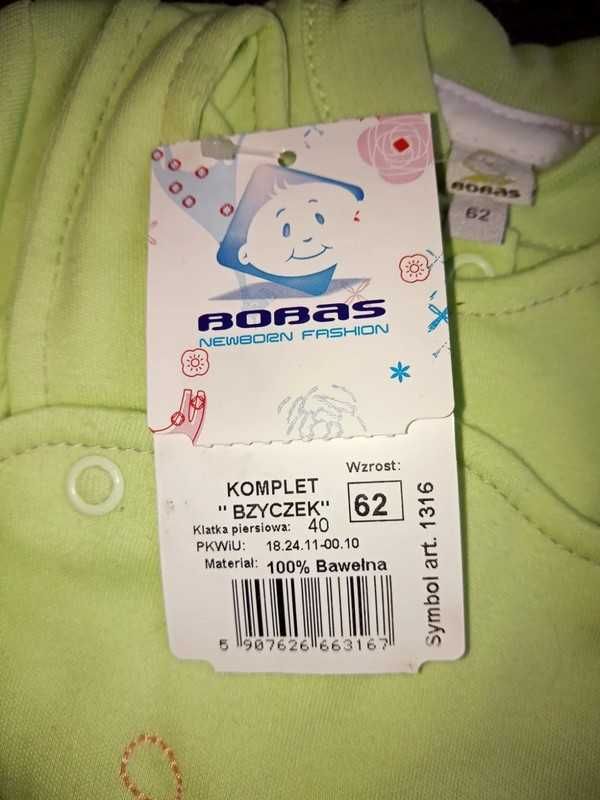 BOBAS
62
BOBAS
NEWBORN FASHION
Wzrost:
KOMPLET
" BZYCZEK"
62
Klatka piersiowa: 40
PKWiU: 18.24.11-00.10
Materiał: 100% Bawełna
5 907626 663167
Symbol art. 1316